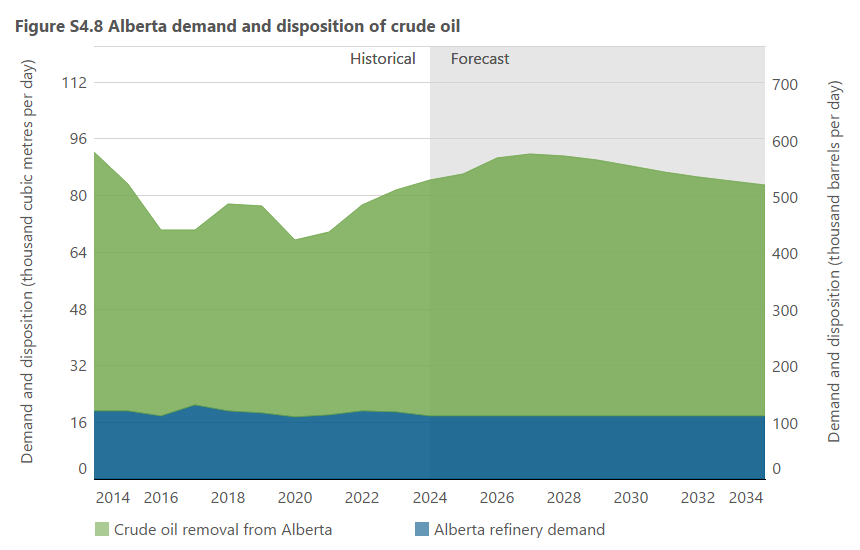 Figure S4.8 Alberta demand and disposition of crude oil
Historical
Forecast
Demand and disposition (thousand cubic metres per day)
112
96
80
64
48
32
16
0
700
600
500
400
300
200
100
0
Demand and disposition (thousand barrels per day)
2014 2016 2018 2020 2022 2024 2026 2028 2030 2032 2034
Crude oil removal from Alberta
Alberta refinery demand